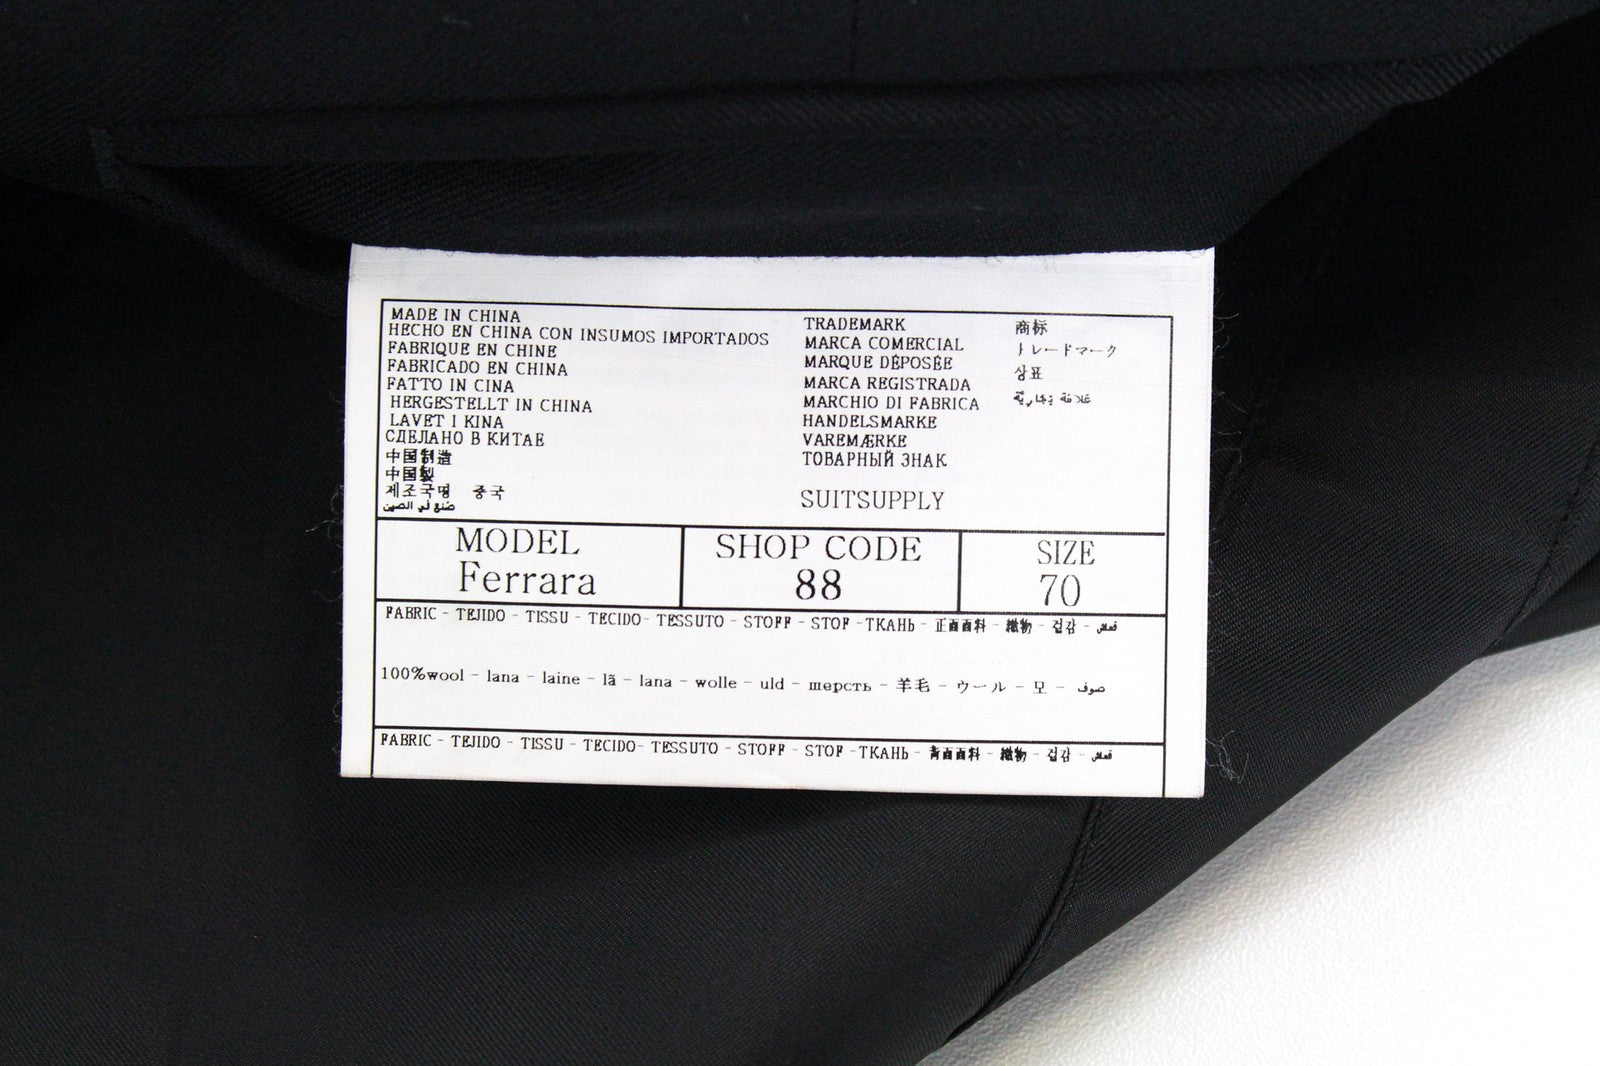 MADE IN CHINA
HECHO EN CHINA CON INSUMOS IMPORTADOS
FABRIQUE EN CHINE
FABRICADO EN CHINA
FATTO IN CINA
HERGESTELLT IN CHINA
LAVET I KINA
СДЕЛАНО В КИТАЕ
中国制造
中国製
제조국명 중국
صنع في الصين
TRADEMARK
MARCA COMERCIAL
MARQUE DÉPOSÉE
MARCA REGISTRADA
MARCHIO DI FABRICA
HANDELSMARKE
VAREMÆRKE
ТОВАРНЫЙ ЗНАК
SUITSUPPLY
商标
トレードマーク
상표
علامة تجارية
MODEL
Ferrara
SHOP CODE
88
SIZE
70
FABRIC - TEJIDO - TISSU - TECIDO- TESSUTO - STOFF - STOF -ТКАНЬ - 正面面料 - 織物 - 겉감 - قماش
100%wool - lana - laine - lã - lana - wolle - uld - шерсть - 羊毛 - ウール - 모 - صوف
FABRIC - TEJIDO - TISSU - TECIDO- TESSUTO - STOFF - STOF -ТКАНЬ - 背面面料 - 織物 - 겉감 - قماش